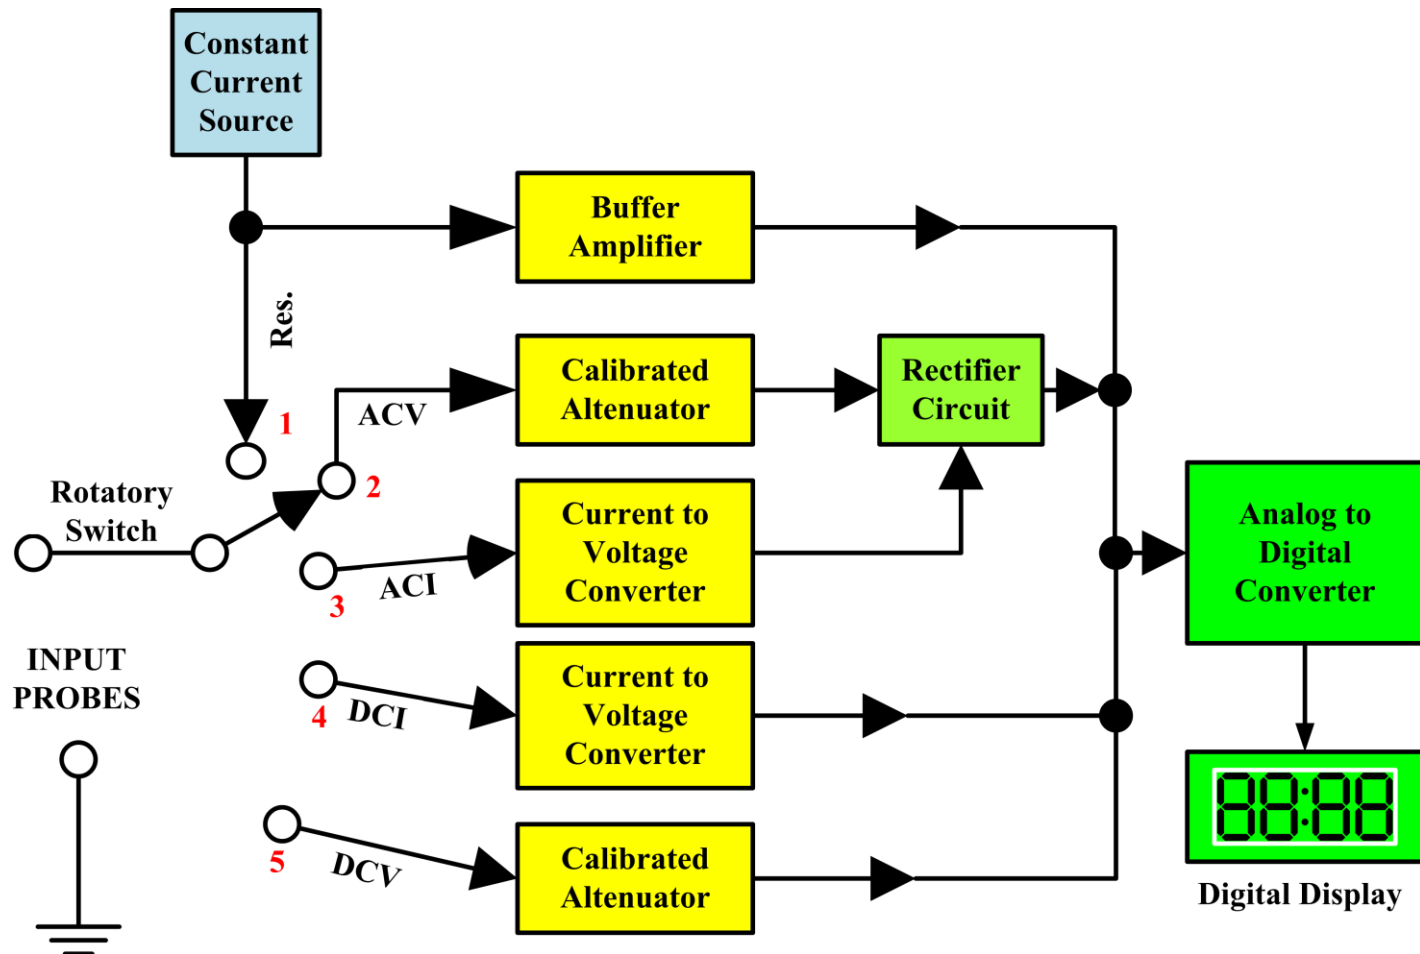 Constant
Current
Source
Buffer
Amplifier
Res.
1
ACV
Calibrated
Altenuator
Rectifier
Circuit
2
Rotatory
Switch
Current to
Voltage
Converter
ACI
3
Analog to
Digital
Converter
INPUT
PROBES
4
DCI
Current to
Voltage
Converter
88:88
5
DCV
Calibrated
Altenuator
Digital Display